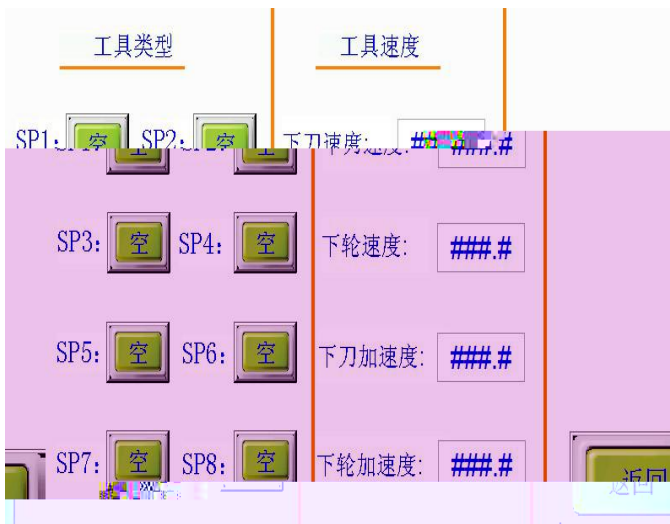 工具类型 工具速度
SP1: 空 SP2: 空 下刀速度: ###.#
SP3: 空 SP4: 空 下轮速度: ###.#
SP5: 空 SP6: 空 下刀加速度: ###.#
SP7: 空 SP8: 空 下轮加速度: ###.#
返回